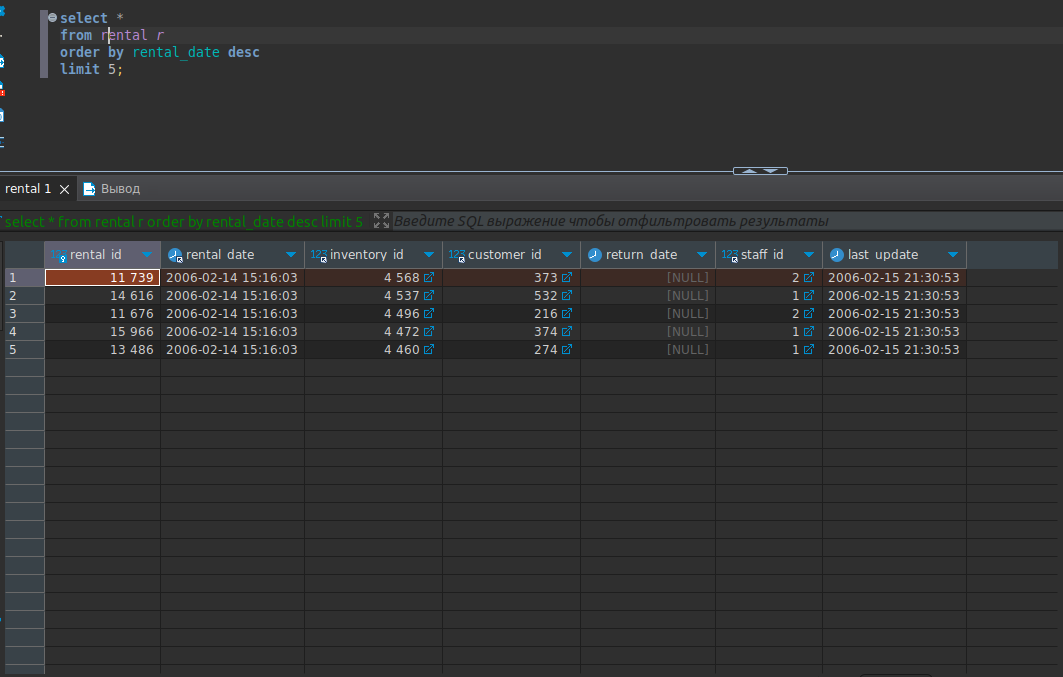 select *
from rental r
order by rental_date desc
limit 5;
rental 1 Вывод
select * from rental r order by rental_date desc limit 5 Введите SQL выражение чтобы отфильтровать результаты
123 rental_id rental_date 123 inventory_id 123 customer_id return_date 123 staff_id last_update
1 11 739 2006-02-14 15:16:03 4 568 373 [NULL] 2 2006-02-15 21:30:53
2 14 616 2006-02-14 15:16:03 4 537 532 [NULL] 1 2006-02-15 21:30:53
3 11 676 2006-02-14 15:16:03 4 496 216 [NULL] 2 2006-02-15 21:30:53
4 15 966 2006-02-14 15:16:03 4 472 374 [NULL] 1 2006-02-15 21:30:53
5 13 486 2006-02-14 15:16:03 4 460 274 [NULL] 1 2006-02-15 21:30:53